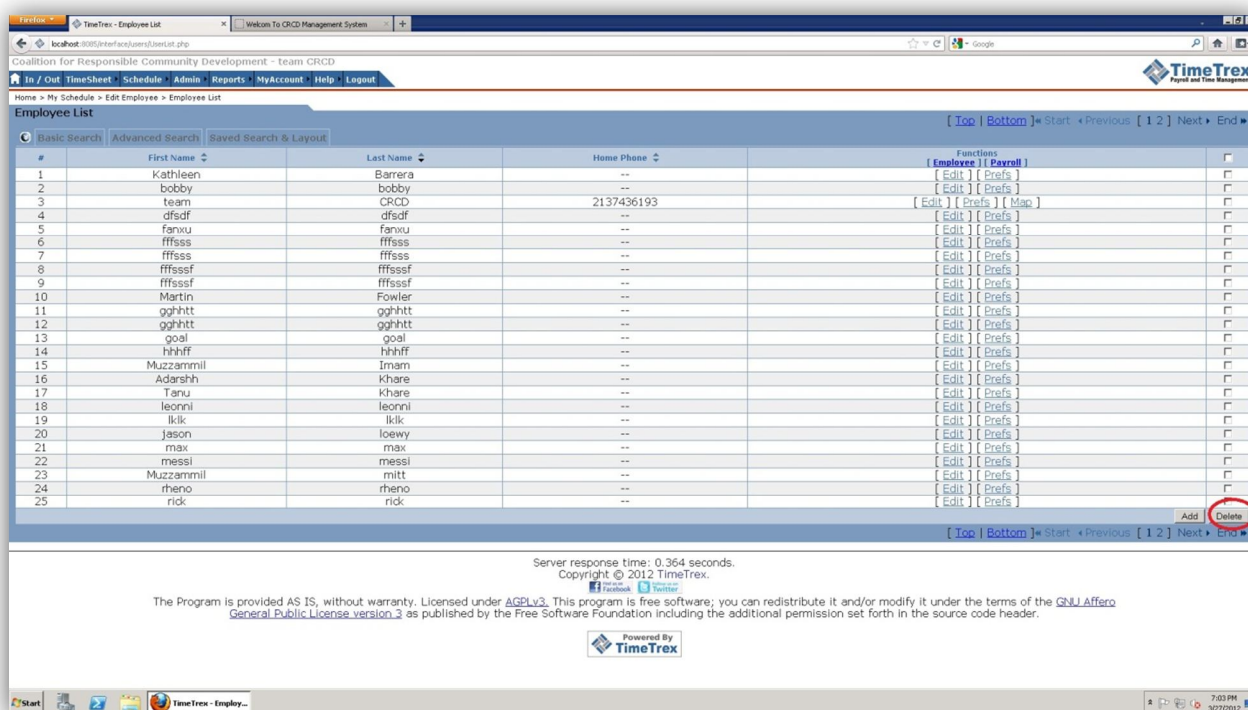 Firefox
TimeTrex - Employee List
Welcom To CRCD Management System
localhost:8085/interface/users/UserList.php
Google
Coalition for Responsible Community Development - team CRCD
TimeTrex
Payroll and Time Management
In / Out TimeSheet Schedule Admin Reports MyAccount Help Logout
Home > My Schedule > Edit Employee > Employee List
Employee List
[ Top | Bottom ]« Start Previous [ 1 2 ] Next End »
Basic Search Advanced Search Saved Search & Layout
# First Name Last Name Home Phone Functions
[ Employee ] [ Payroll ]
1 Kathleen Barrera -- [ Edit ] [ Prefs ]
2 bobby bobby -- [ Edit ] [ Prefs ]
3 team CRCD 2137436193 [ Edit ] [ Prefs ] [ Map ]
4 dfsdf dfsdf -- [ Edit ] [ Prefs ]
5 fanxu fanxu -- [ Edit ] [ Prefs ]
6 fffsss fffsss -- [ Edit ] [ Prefs ]
7 fffsss fffsss -- [ Edit ] [ Prefs ]
8 fffsssf fffsssf -- [ Edit ] [ Prefs ]
9 fffsssf fffsssf -- [ Edit ] [ Prefs ]
10 Martin Fowler -- [ Edit ] [ Prefs ]
11 gghhtt gghhtt -- [ Edit ] [ Prefs ]
12 gghhtt gghhtt -- [ Edit ] [ Prefs ]
13 goal goal -- [ Edit ] [ Prefs ]
14 hhhff hhhff -- [ Edit ] [ Prefs ]
15 Muzzammil Imam -- [ Edit ] [ Prefs ]
16 Adarshh Khare -- [ Edit ] [ Prefs ]
17 Tanu Khare -- [ Edit ] [ Prefs ]
18 leonni leonni -- [ Edit ] [ Prefs ]
19 lklk lklk -- [ Edit ] [ Prefs ]
20 jason loewy -- [ Edit ] [ Prefs ]
21 max max -- [ Edit ] [ Prefs ]
22 messi messi -- [ Edit ] [ Prefs ]
23 Muzzammil mitt -- [ Edit ] [ Prefs ]
24 rheno rheno -- [ Edit ] [ Prefs ]
25 rick rick -- [ Edit ] [ Prefs ]
Add Delete
[ Top | Bottom ]« Start Previous [ 1 2 ] Next End »
Server response time: 0.364 seconds.
Copyright © 2012 TimeTrex.
Find us on Facebook Follow us on Twitter
The Program is provided AS IS, without warranty. Licensed under AGPLv3. This program is free software; you can redistribute it and/or modify it under the terms of the GNU Affero
General Public License version 3 as published by the Free Software Foundation including the additional permission set forth in the source code header.
Powered By
TimeTrex
Start
TimeTrex - Employ...
7:03 PM
3/27/2012